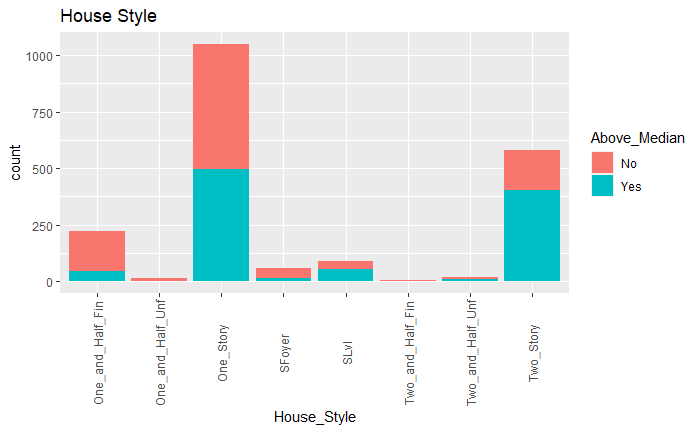 House Style
1000
750
500
250
0
count
One_and_Half_Fin
One_and_Half_Unf
One_Story
SFoyer
SLvl
Two_and_Half_Fin
Two_and_Half_Unf
Two_Story
House_Style
Above_Median
No
Yes